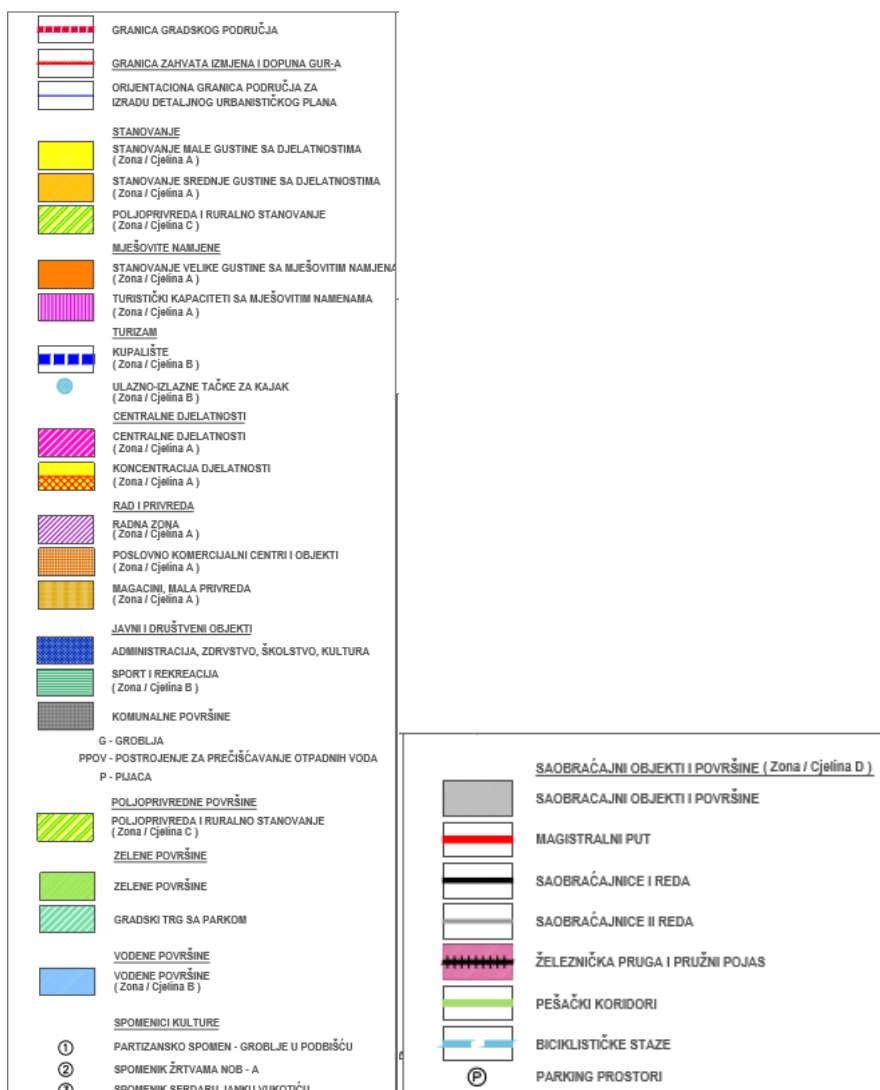 GRANICA GRADSKOG PODRUČJA
GRANICA ZAHVATA IZMJENA I DOPUNA GUR-A
ORIJENTACIONA GRANICA PODRUČJA ZA
IZRADU DETALJNOG URBANISTIČKOG PLANA
STANOVANJE
STANOVANJE MALE GUSTINE SA DJELATNOSTIMA
( Zona / Cjelina A )
STANOVANJE SREDNJE GUSTINE SA DJELATNOSTIMA
( Zona / Cjelina A )
POLJOPRIVREDA I RURALNO STANOVANJE
(Zona / Cjelina C )
MJEŠOVITE NAMJENE
STANOVANJE VELIKE GUSTINE SA MJEŠOVITIM NAMJENA
( Zona / Cjelina A )
TURISTIČKI KAPACITETI SA MJEŠOVITIM NAMENAMA
( Zona / Cjelina A )
TURIZAM
KUPALIŠTE
( Zona / Cjelina B )
ULAZNO-IZLAZNE TAČKE ZA KAJAK
( Zona / Cjelina B )
CENTRALNE DJELATNOSTI
CENTRALNE DJELATNOSTI
( Zona / Cjelina A )
KONCENTRACIJA DJELATNOSTI
( Zona / Cjelina A )
RAD I PRIVREDA
RADNA ZONA
( Zona / Cjelina A )
POSLOVNO KOMERCIJALNI CENTRI I OBJEKTI
( Zona / Cjelina A )
MAGACINI, MALA PRIVREDA
( Zona / Cjelina A )
JAVNI I DRUŠTVENI OBJEKTI
ADMINISTRACIJA, ZDRVSTVO, ŠKOLSTVO, KULTURA
SPORT I REKREACIJA
( Zona / Cjelina B )
KOMUNALNE POVRŠINE
G - GROBLJA
PPOV - POSTROJENJE ZA PREČIŠĆAVANJE OTPADNIH VODA
P - PIJACA
POLJOPRIVREDNE POVRŠINE
POLJOPRIVREDA I RURALNO STANOVANJE
(Zona / Cjelina C )
ZELENE POVRŠINE
ZELENE POVRŠINE
GRADSKI TRG SA PARKOM
VODENE POVRŠINE
VODENE POVRŠINE
( Zona / Cjelina B )
SPOMENICI KULTURE
1 PARTIZANSKO SPOMEN - GROBLJE U PODBIŠĆU
2 SPOMENIK ŽRTVAMA NOB - A
3 SPOMENIK SERDARU JANKU VUKOTIĆU
SAOBRAĆAJNI OBJEKTI I POVRŠINE ( Zona / Cjelina D )
SAOBRACAJNI OBJEKTI I POVRŠINE
MAGISTRALNI PUT
SAOBRAĆAJNICE I REDA
SAOBRAĆAJNICE II REDA
ŽELEZNIČKA PRUGA I PRUŽNI POJAS
PEŠAČKI KORIDORI
BICIKLISTIČKE STAZE
P PARKING PROSTORI